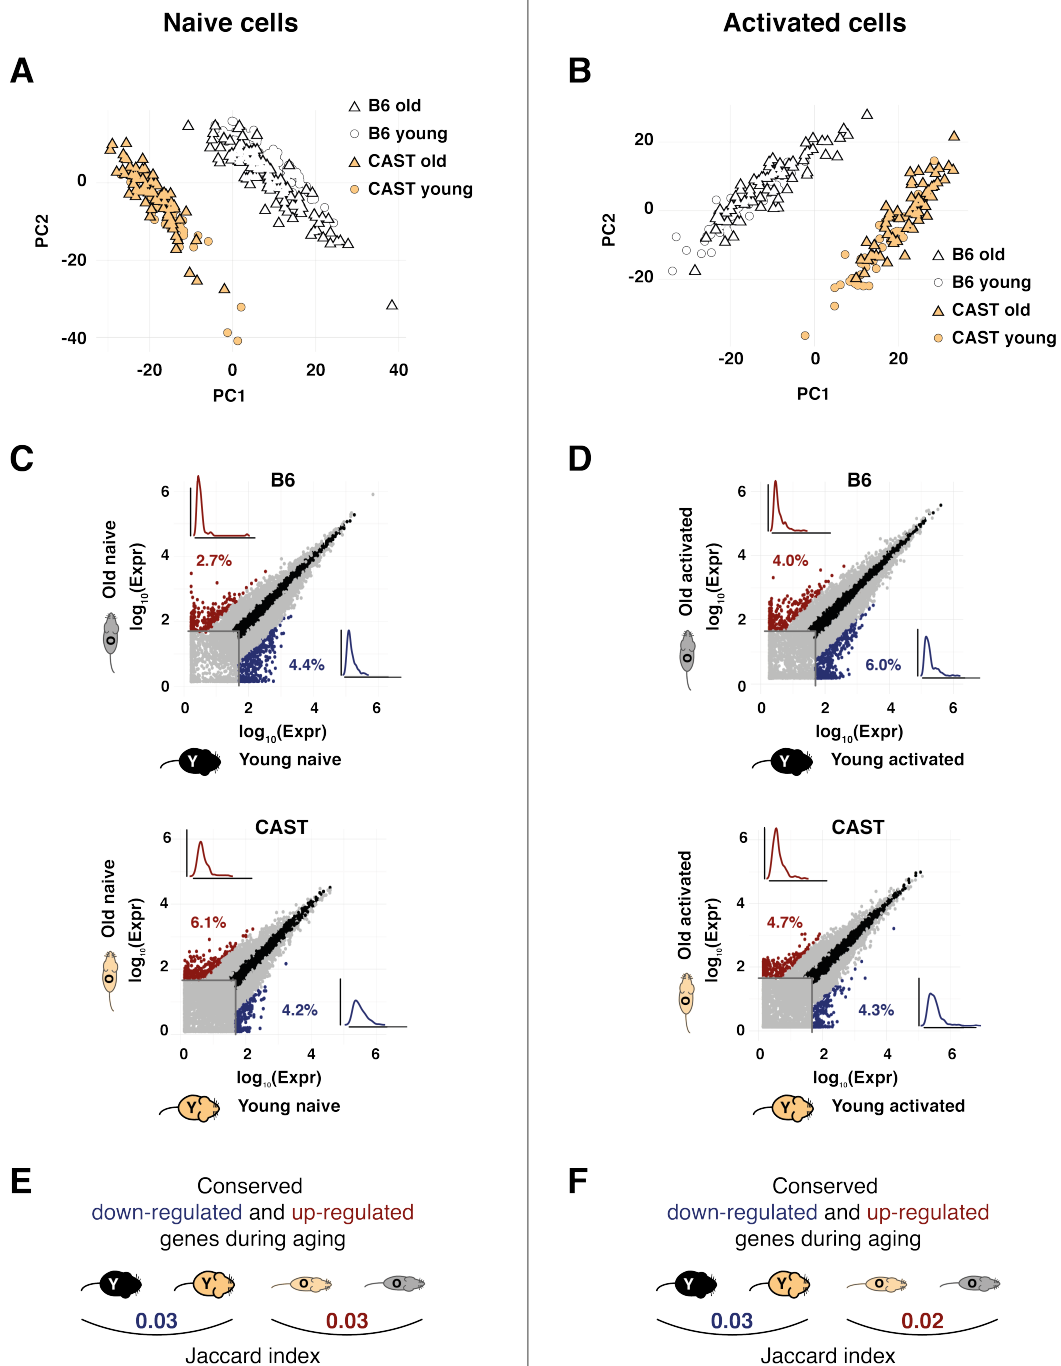 Naive cells
Activated cells
A
B6 old
B6 young
CAST old
CAST young
0
-20
-40
PC2
-20
0
20
40
PC1
B
20
0
-20
PC2
B6 old
B6 young
CAST old
CAST young
-20
0
20
PC1
C
B6
Old naive
log10(Expr)
6
4
2
0
2.7%
4.4%
0
2
4
6
log10(Expr)
O
Y
Young naive
CAST
Old naive
log10(Expr)
6
4
2
0
6.1%
4.2%
0
2
4
6
log10(Expr)
O
Y
Young naive
D
B6
Old activated
log10(Expr)
6
4
2
0
4.0%
6.0%
0
2
4
6
log10(Expr)
O
Y
Young activated
CAST
Old activated
log10(Expr)
6
4
2
0
4.7%
4.3%
0
2
4
6
log10(Expr)
O
Y
Young activated
E
Conserved
down-regulated and up-regulated
genes during aging
Y Y O O
0.03 0.03
Jaccard index
F
Conserved
down-regulated and up-regulated
genes during aging
Y Y O O
0.03 0.02
Jaccard index